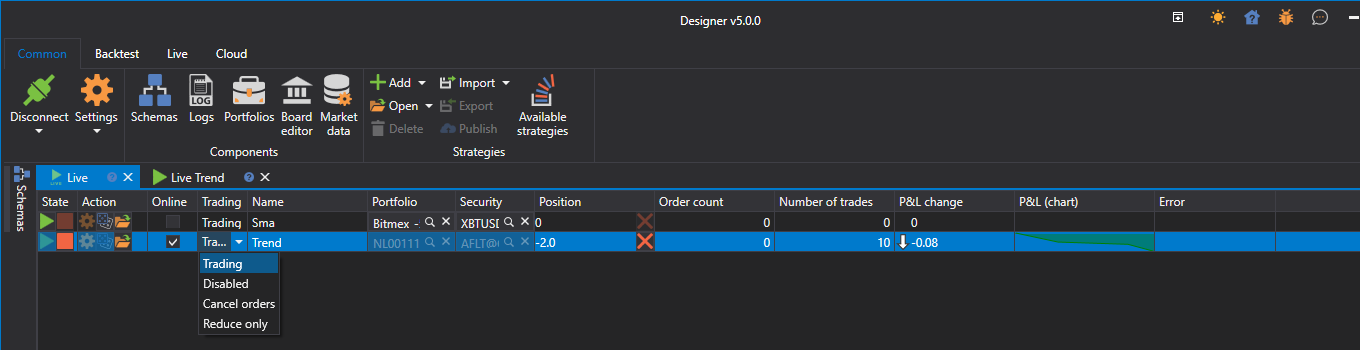 Designer v5.0.0
Common Backtest Live Cloud
Disconnect Settings Schemas LOG Logs Portfolios Board editor Market data
Add Import
Open Export
Delete Publish
Available strategies
Components Strategies
Schemas
Live Live Trend
State Action Online Trading Name Portfolio Security Position Order count Number of trades P&L change P&L (chart) Error
Trading Sma Bitmex - XBTUSD 0 0 0 0
Tra... Trend NL00111 AFLT@ -2.0 0 10 -0.08
Trading
Disabled
Cancel orders
Reduce only